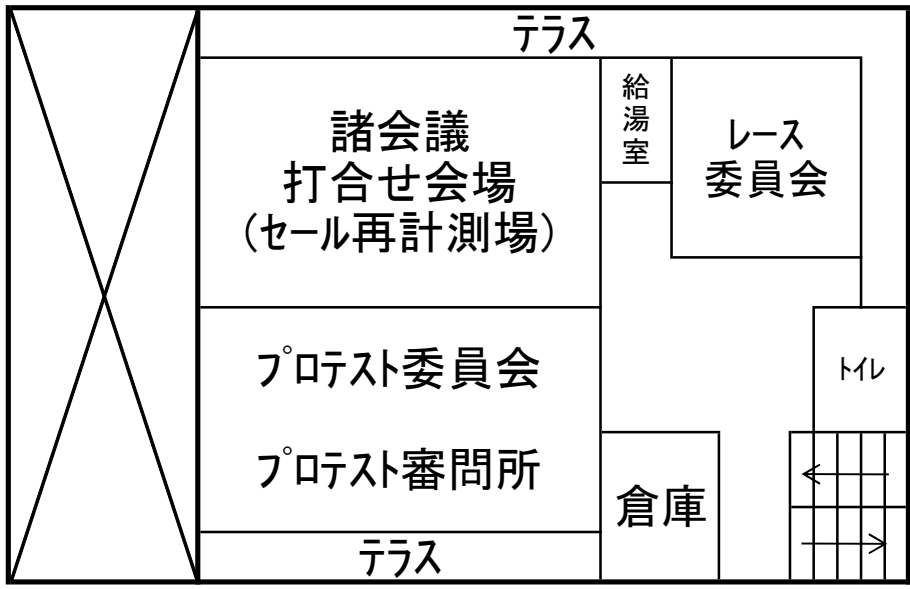 テラス
諸会議
打合せ会場
(セール再計測場)
給湯室
レース
委員会
プロテスト委員会
プロテスト審問所
トイレ
倉庫
テラス